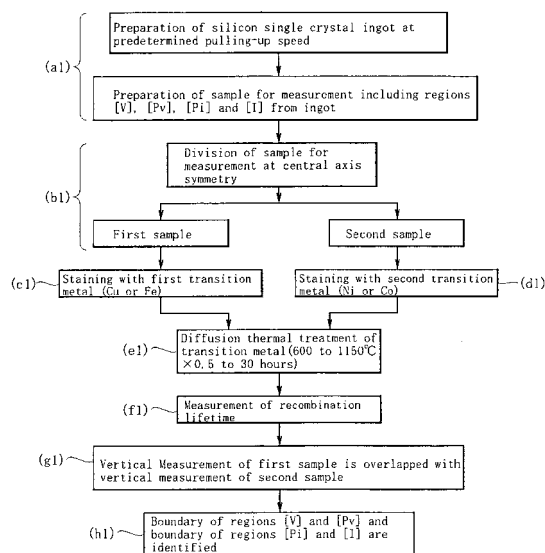 Preparation of silicon single crystal ingot at
predetermined pulling-up speed
(a1)
Preparation of sample for measurement including regions
[V], [Pv], [Pi] and [I] from ingot
Division of sample for
measurement at central axis
symmetry
(b1)
First sample
Second sample
(c1)
Staining with first transition
metal (Cu or Fe)
Staining with second transition
metal (Ni or Co)
(d1)
(e1)
Diffusion thermal treatment of
transition metal(600 to 1150℃
×0.5 to 30 hours)
(f1)
Measurement of recombination
lifetime
(g1)
Vertical Measurement of first sample is overlapped with
vertical measurement of second sample
(h1)
Boundary of regions [V] and [Pv] and
boundary of regions [Pi] and [I] are
identified